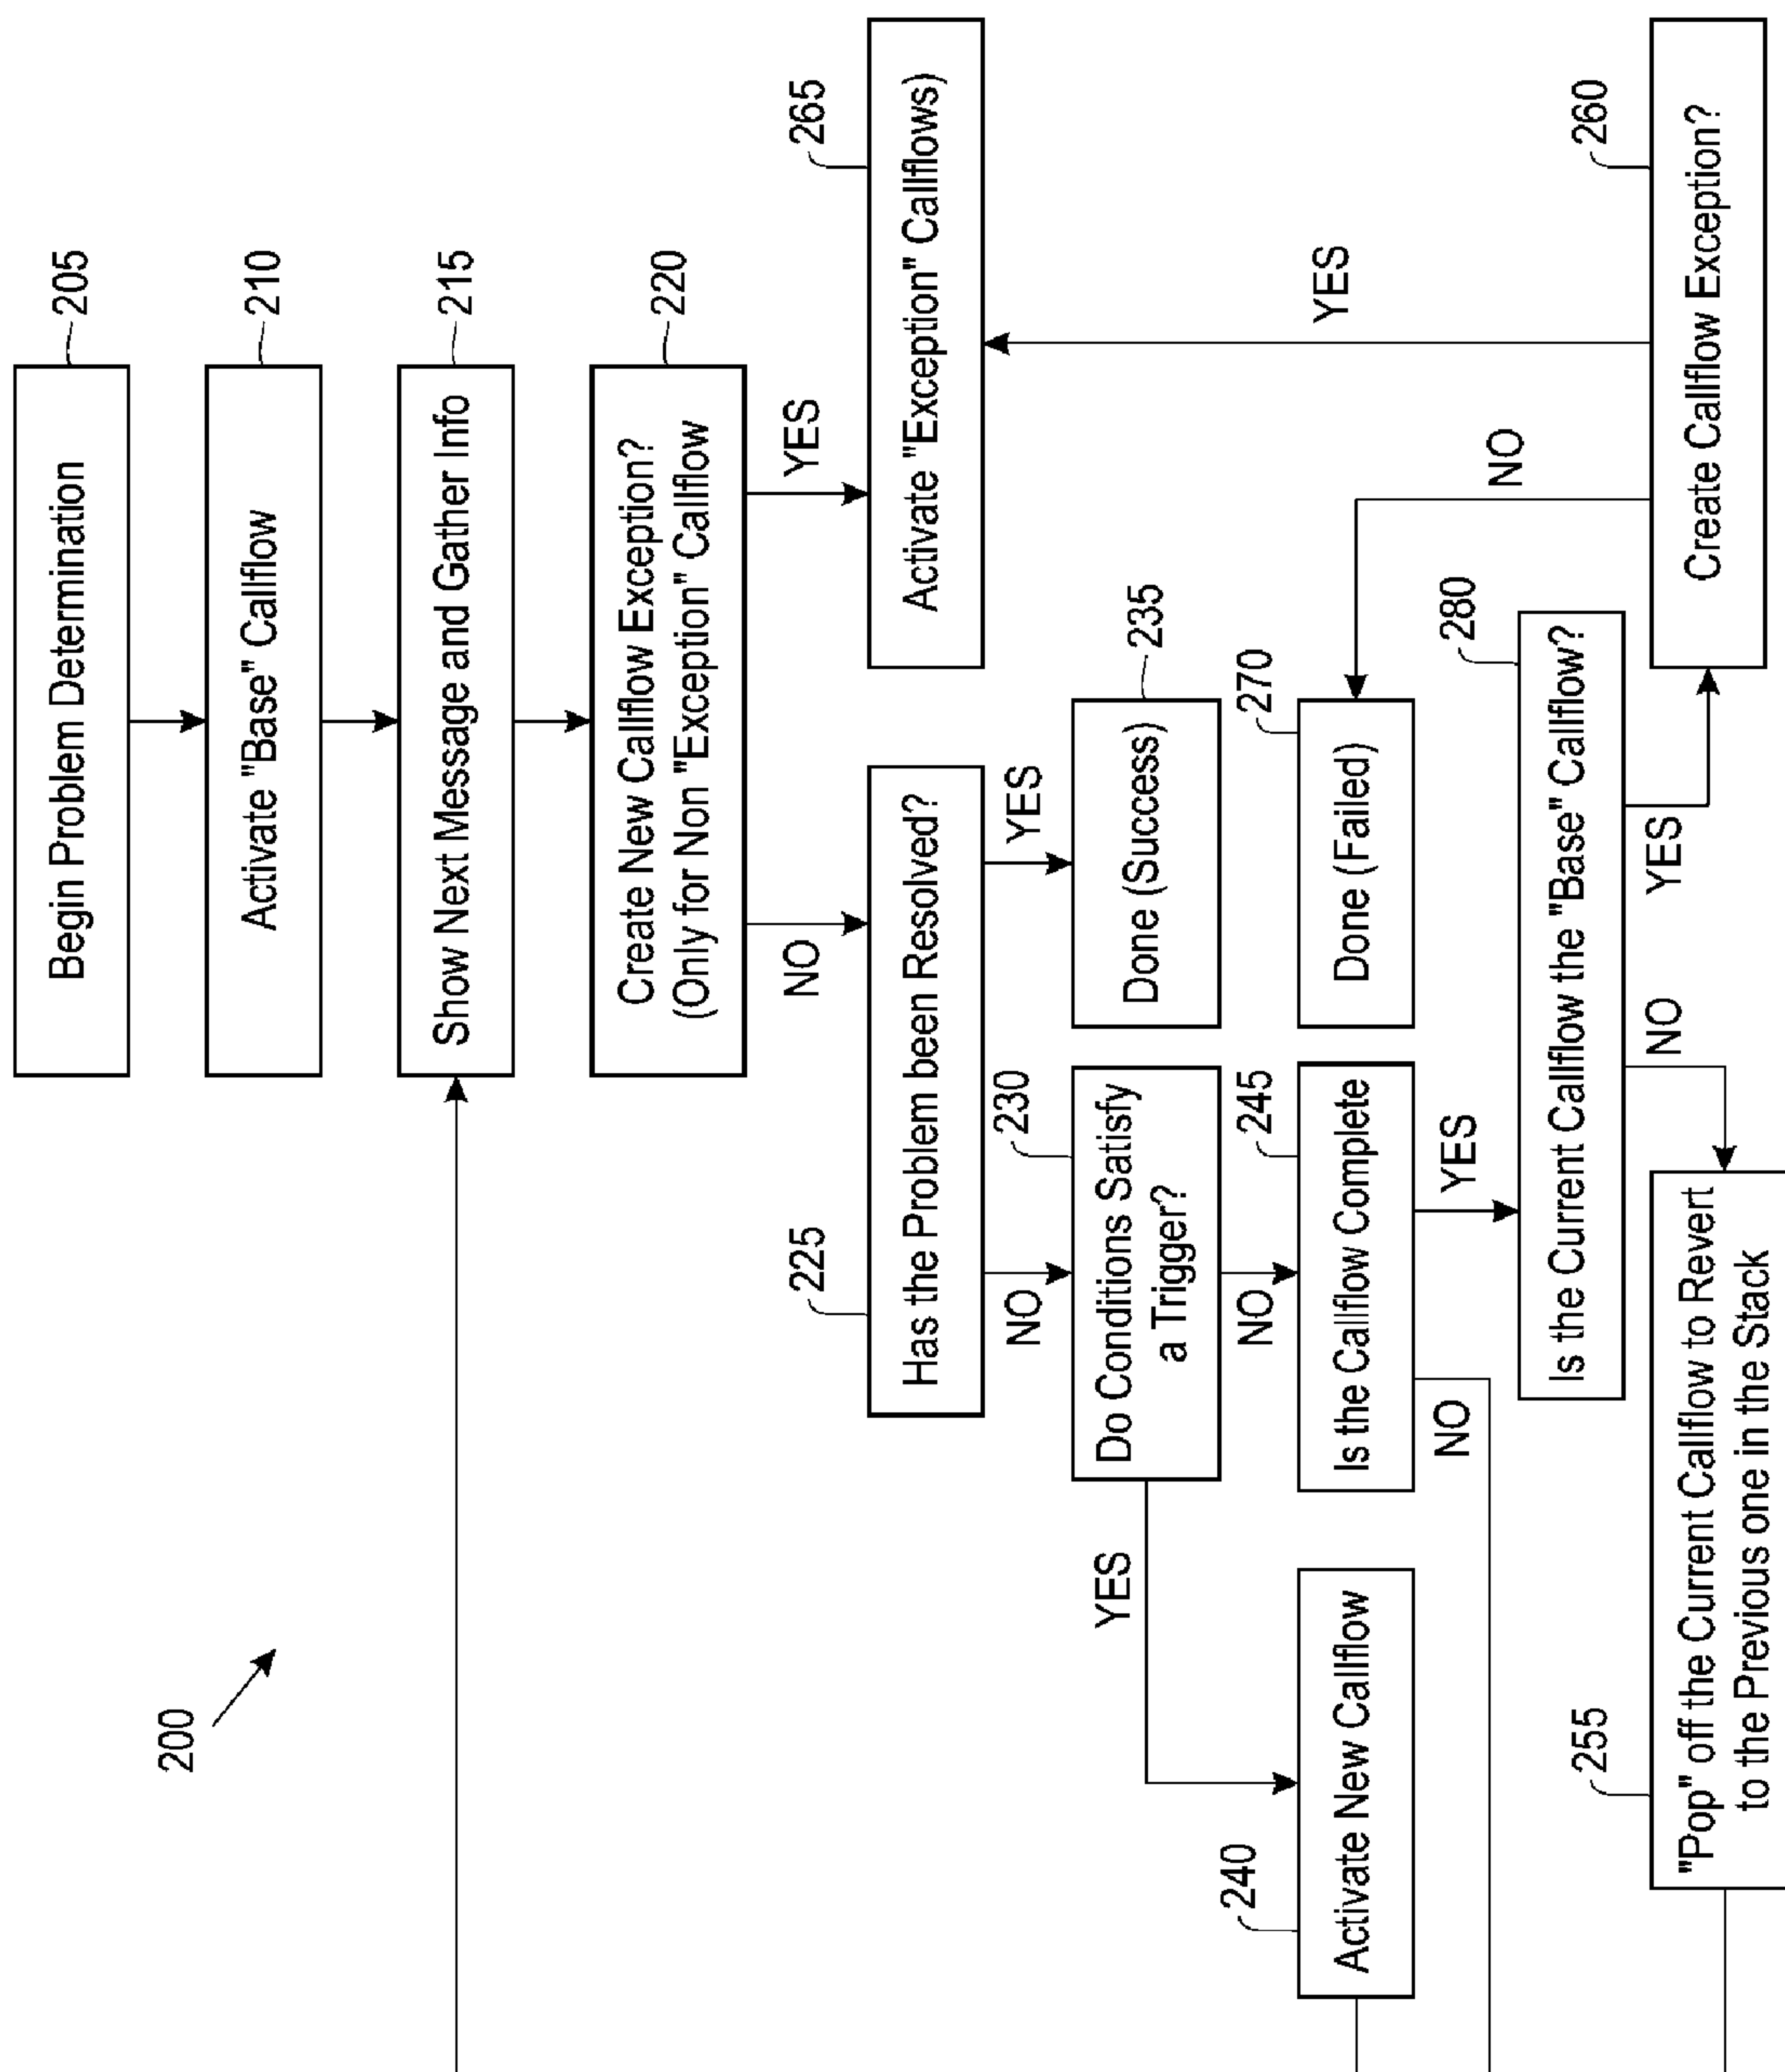 200
Begin Problem Determination
205
Activate "Base" Callflow
210
Show Next Message and Gather Info
215
Create New Callflow Exception?
(Only for Non "Exception" Callflow
220
NO
YES
225
Has the Problem been Resolved?
Activate "Exception" Callflows)
265
NO
YES
230
Do Conditions Satisfy
a Trigger?
Done (Success)
235
YES
NO
240
Activate New Callflow
245
Is the Callflow Complete
270
Done (Failed)
NO
YES
NO
YES
280
Is the Current Callflow the "Base" Callflow?
NO
YES
255
"Pop" off the Current Callflow to Revert
to the Previous one in the Stack
Create Callflow Exception?
260